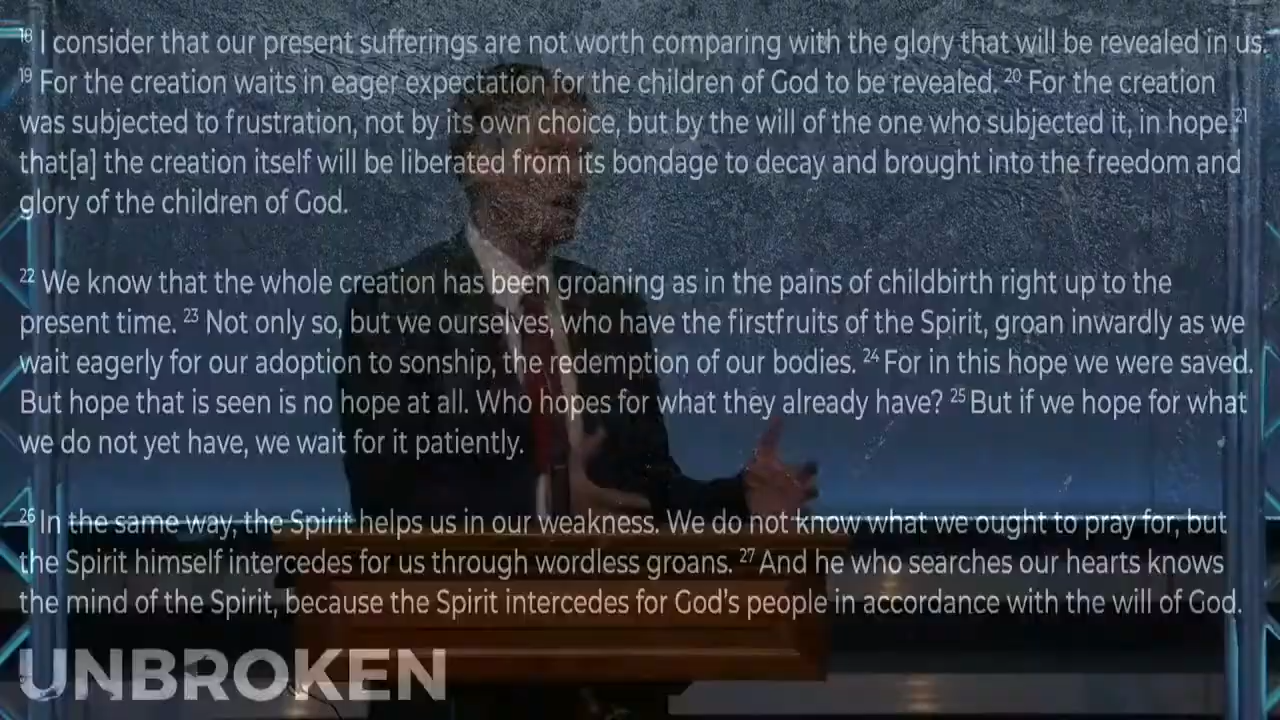 18 I consider that our present sufferings are not worth comparing with the glory that will be revealed in us.
19 For the creation waits in eager expectation for the children of God to be revealed. 20 For the creation
was subjected to frustration, not by its own choice, but by the will of the one who subjected it, in hope 21
that[a] the creation itself will be liberated from its bondage to decay and brought into the freedom and
glory of the children of God.
22 We know that the whole creation has been groaning as in the pains of childbirth right up to the
present time. 23 Not only so, but we ourselves, who have the firstfruits of the Spirit, groan inwardly as we
wait eagerly for our adoption to sonship, the redemption of our bodies. 24 For in this hope we were saved.
But hope that is seen is no hope at all. Who hopes for what they already have? 25 But if we hope for what
we do not yet have, we wait for it patiently.
26 In the same way, the Spirit helps us in our weakness. We do not know what we ought to pray for, but
the Spirit himself intercedes for us through wordless groans. 27 And he who searches our hearts knows
the mind of the Spirit, because the Spirit intercedes for God's people in accordance with the will of God.
UNBROKEN